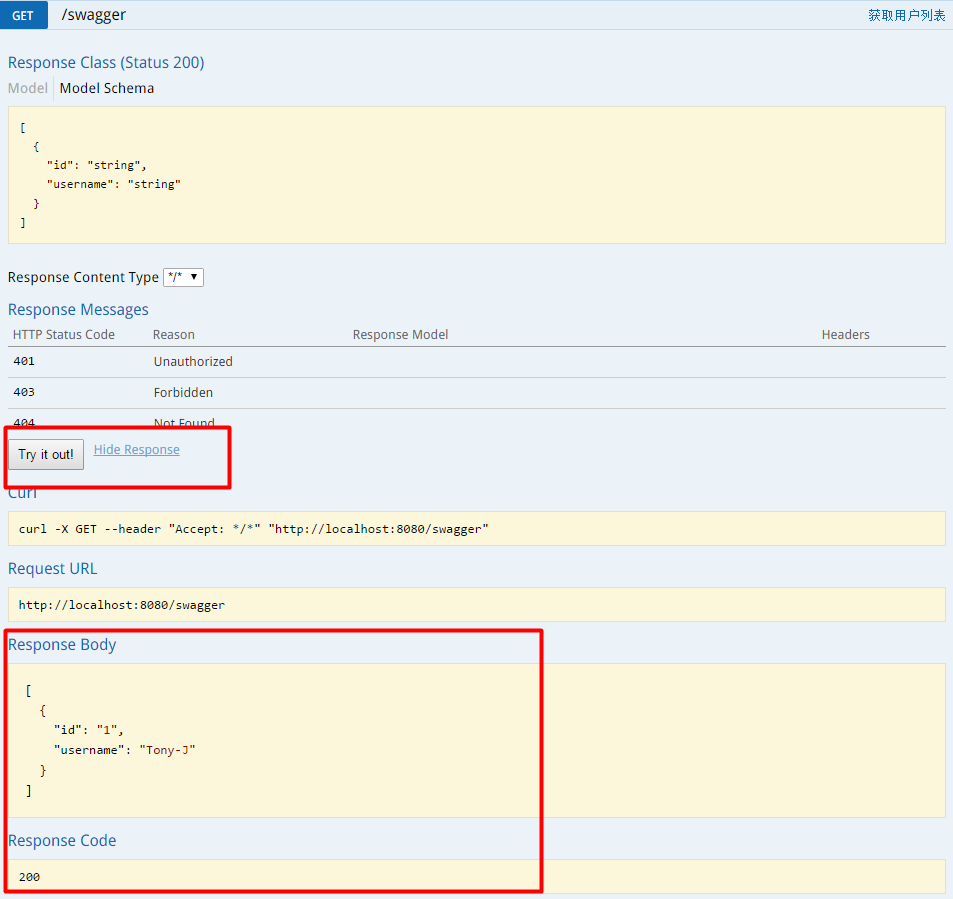 GET /swagger 获取用户列表
Response Class (Status 200)
Model Model Schema
[
{
"id": "string",
"username": "string"
}
]
Response Content Type */* ▼
Response Messages
HTTP Status Code Reason Response Model Headers
401 Unauthorized
403 Forbidden
404 Not Found
Try it out! Hide Response
Curl
curl -X GET --header "Accept: */*" "http://localhost:8080/swagger"
Request URL
http://localhost:8080/swagger
Response Body
[
{
"id": "1",
"username": "Tony-J"
}
]
Response Code
200